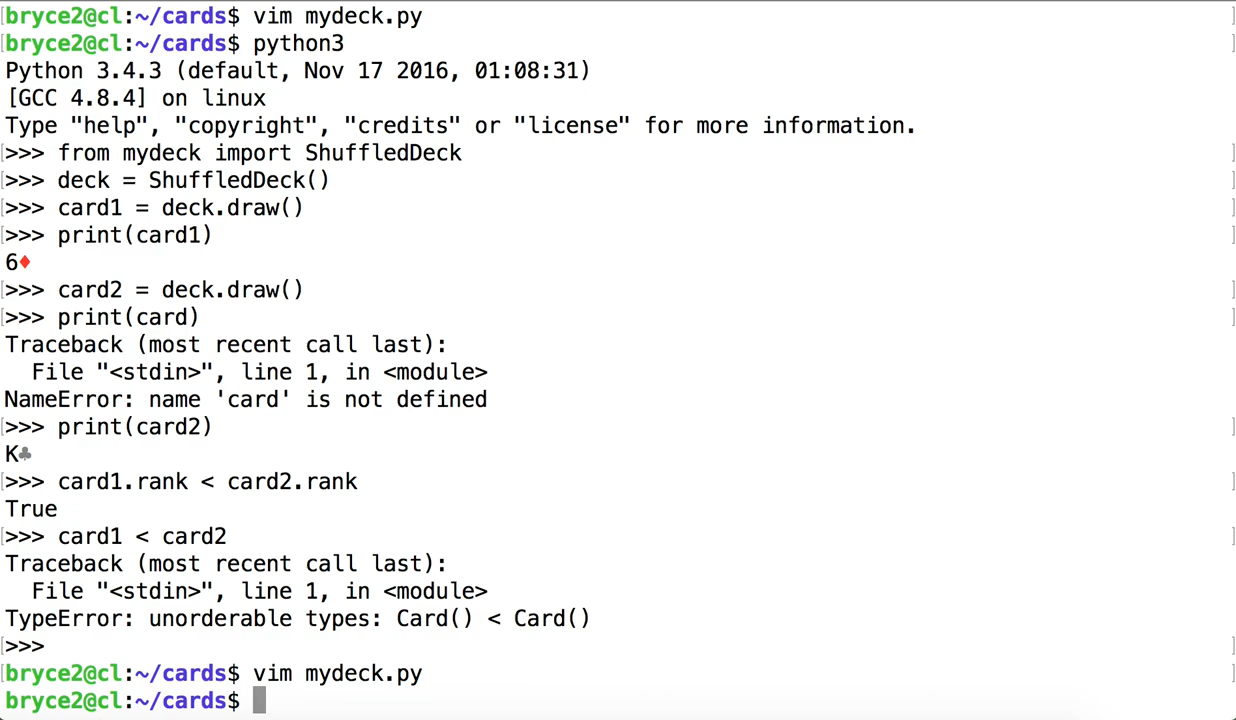 bryce2@cl:~/cards$ vim mydeck.py
bryce2@cl:~/cards$ python3
Python 3.4.3 (default, Nov 17 2016, 01:08:31)
[GCC 4.8.4] on linux
Type "help", "copyright", "credits" or "license" for more information.
>>> from mydeck import ShuffledDeck
>>> deck = ShuffledDeck()
>>> card1 = deck.draw()
>>> print(card1)
6♦
>>> card2 = deck.draw()
>>> print(card)
Traceback (most recent call last):
  File "<stdin>", line 1, in <module>
NameError: name 'card' is not defined
>>> print(card2)
K♣
>>> card1.rank < card2.rank
True
>>> card1 < card2
Traceback (most recent call last):
  File "<stdin>", line 1, in <module>
TypeError: unorderable types: Card() < Card()
>>>
bryce2@cl:~/cards$ vim mydeck.py
bryce2@cl:~/cards$